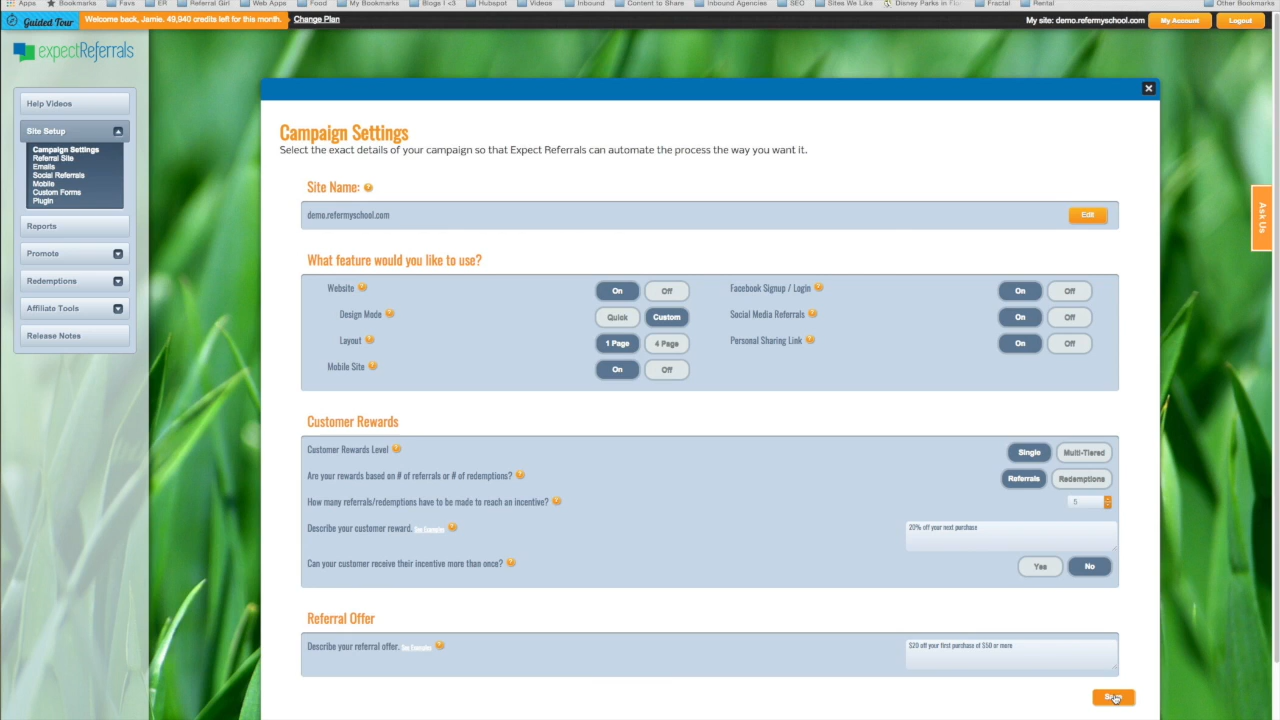 Apps Bookmarks Favs ER Referral Girl Web Apps Food My Bookmarks Blogs I <3 Hubspot Videos Inbound Content to Share Inbound Agencies SEO Sites We Like Disney Parks in Rental Fractal Other Bookmarks
Guided Tour Welcome back, Jamie. 49,940 credits left for this month. Change Plan My site: demo.refermyschool.com My Account Logout
expectReferrals
Help Videos
Site Setup
Campaign Settings
Referral Site
Emails
Social Referrals
Mobile
Custom Forms
Plugin
Reports
Promote
Redemptions
Affiliate Tools
Release Notes
Campaign Settings
Select the exact details of your campaign so that Expect Referrals can automate the process the way you want it.
Site Name:
demo.refermyschool.com Edit
What feature would you like to use?
Website On Off Facebook Signup / Login On Off
Design Mode Quick Custom Social Media Referrals On Off
Layout 1 Page 4 Page Personal Sharing Link On Off
Mobile Site On Off
Customer Rewards
Customer Rewards Level Single Multi-Tiered
Are your rewards based on # of referrals or # of redemptions? Referrals Redemptions
How many referrals/redemptions have to be made to reach an incentive? 5
Describe your customer reward. See Examples 20% off your next purchase
Can your customer receive their incentive more than once? Yes No
Referral Offer
Describe your referral offer. See Examples $20 off your first purchase of $50 or more
Save
Ask Us